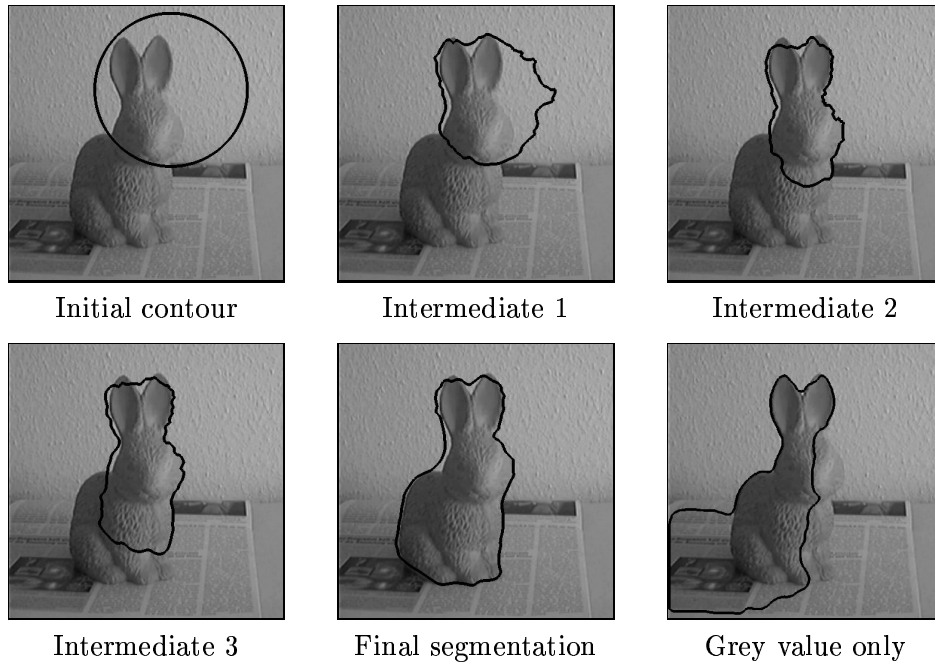 Initial contour
Intermediate 1
Intermediate 2
Intermediate 3
Final segmentation
Grey value only